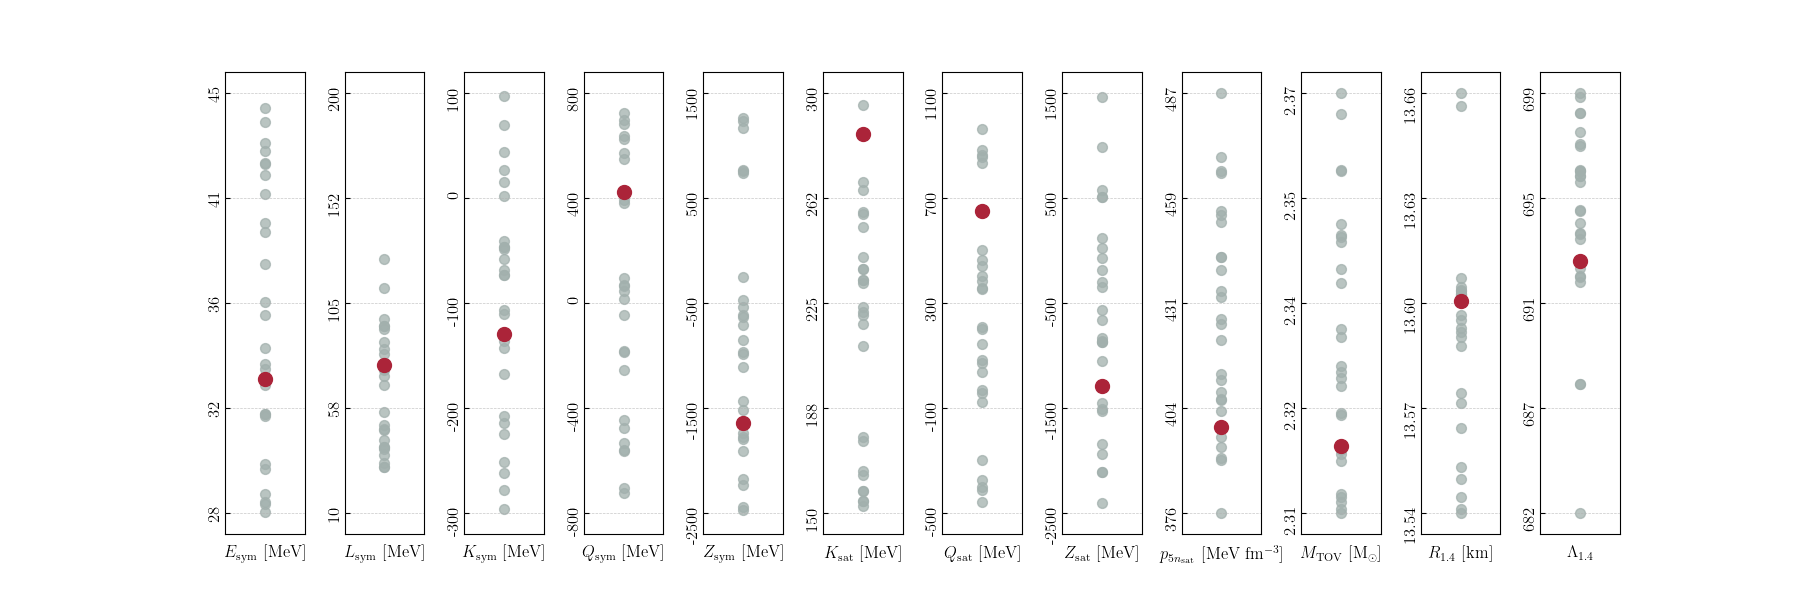 45 41 36 32 28
E_sym [MeV]
200 152 105 58 10
L_sym [MeV]
100 0 -100 -200 -300
K_sym [MeV]
800 400 0 -400 -800
Q_sym [MeV]
1500 500 -500 -1500 -2500
Z_sym [MeV]
300 262 225 188 150
K_sat [MeV]
1100 700 300 -100 -500
Q_sat [MeV]
1500 500 -500 -1500 -2500
Z_sat [MeV]
487 459 431 404 376
p_5n_sat [MeV fm⁻³]
2.37 2.35 2.34 2.32 2.31
M_TOV [M_☉]
13.66 13.63 13.60 13.57 13.54
R_1.4 [km]
699 695 691 687 682
Λ_1.4